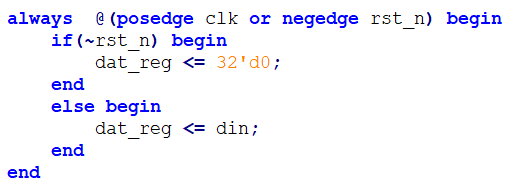 always  @(posedge clk or negedge rst_n) begin
    if(~rst_n) begin
        dat_reg <= 32'd0;
    end
    else begin
        dat_reg <= din;
    end
end